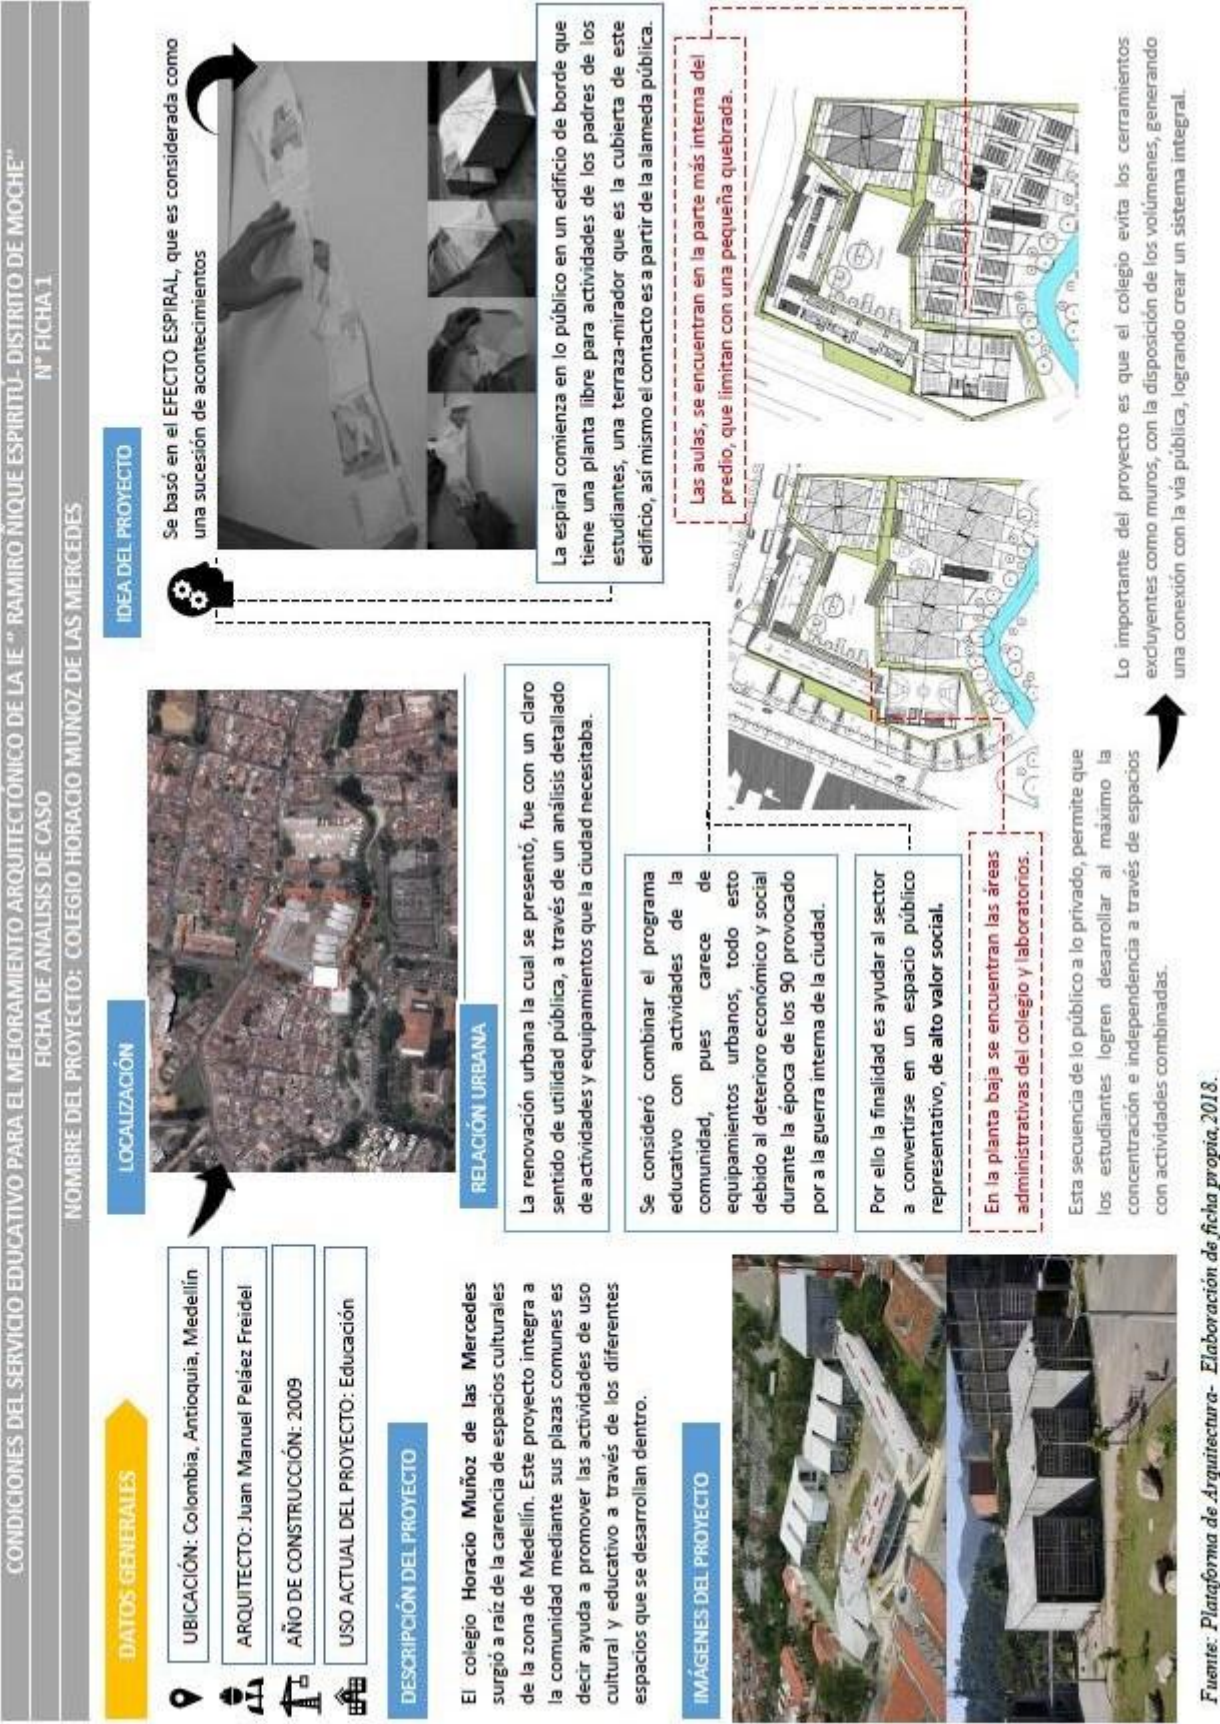 CONDICIONES DEL SERVICIO EDUCATIVO PARA EL MEJORAMIENTO ARQUITECTÓNICO DE LA IE " RAMIRO ÑIQUE ESPIRITÚ- DISTRITO DE MOCHE"
FICHA DE ANALISIS DE CASO
N° FICHA 1
NOMBRE DEL PROYECTO: COLEGIO HORACIO MUÑOZ DE LAS MERCEDES
DATOS GENERALES
UBICACIÓN: Colombia, Antioquia, Medellín
ARQUITECTO: Juan Manuel Peláez Freidel
AÑO DE CONSTRUCCIÓN: 2009
USO ACTUAL DEL PROYECTO: Educación
DESCRIPCIÓN DEL PROYECTO
El colegio Horacio Muñoz de las Mercedes
surgió a raíz de la carencia de espacios culturales
de la zona de Medellín. Este proyecto integra a
la comunidad mediante sus plazas comunes es
decir ayuda a promover las actividades de uso
cultural y educativo a través de los diferentes
espacios que se desarrollan dentro.
IMÁGENES DEL PROYECTO
LOCALIZACIÓN
RELACIÓN URBANA
La renovación urbana la cual se presentó, fue con un claro
sentido de utilidad pública, a través de un análisis detallado
de actividades y equipamientos que la ciudad necesitaba.
Se consideró combinar el programa
educativo con actividades de la
comunidad, pues carece de
equipamientos urbanos, todo esto
debido al deterioro económico y social
durante la época de los 90 provocado
por a la guerra interna de la ciudad.
Por ello la finalidad es ayudar al sector
a convertirse en un espacio público
representativo, de alto valor social.
En la planta baja se encuentran las áreas
administrativas del colegio y laboratorios.
Esta secuencia de lo público a lo privado, permite que
los estudiantes logren desarrollar al máximo la
concentración e independencia a través de espacios
con actividades combinadas.
IDEA DEL PROYECTO
Se basó en el EFECTO ESPIRAL, que es considerada como
una sucesión de acontecimientos
La espiral comienza en lo público en un edificio de borde que
tiene una planta libre para actividades de los padres de los
estudiantes, una terraza-mirador que es la cubierta de este
edificio, así mismo el contacto es a partir de la alameda pública.
Las aulas, se encuentran en la parte más interna del
predio, que limitan con una pequeña quebrada.
Lo importante del proyecto es que el colegio evita los cerramientos
excluyentes como muros, con la disposición de los volúmenes, generando
una conexión con la vía pública, logrando crear un sistema integral.
Fuente: Plataforma de Arquitectura- Elaboración de ficha propia,2018.